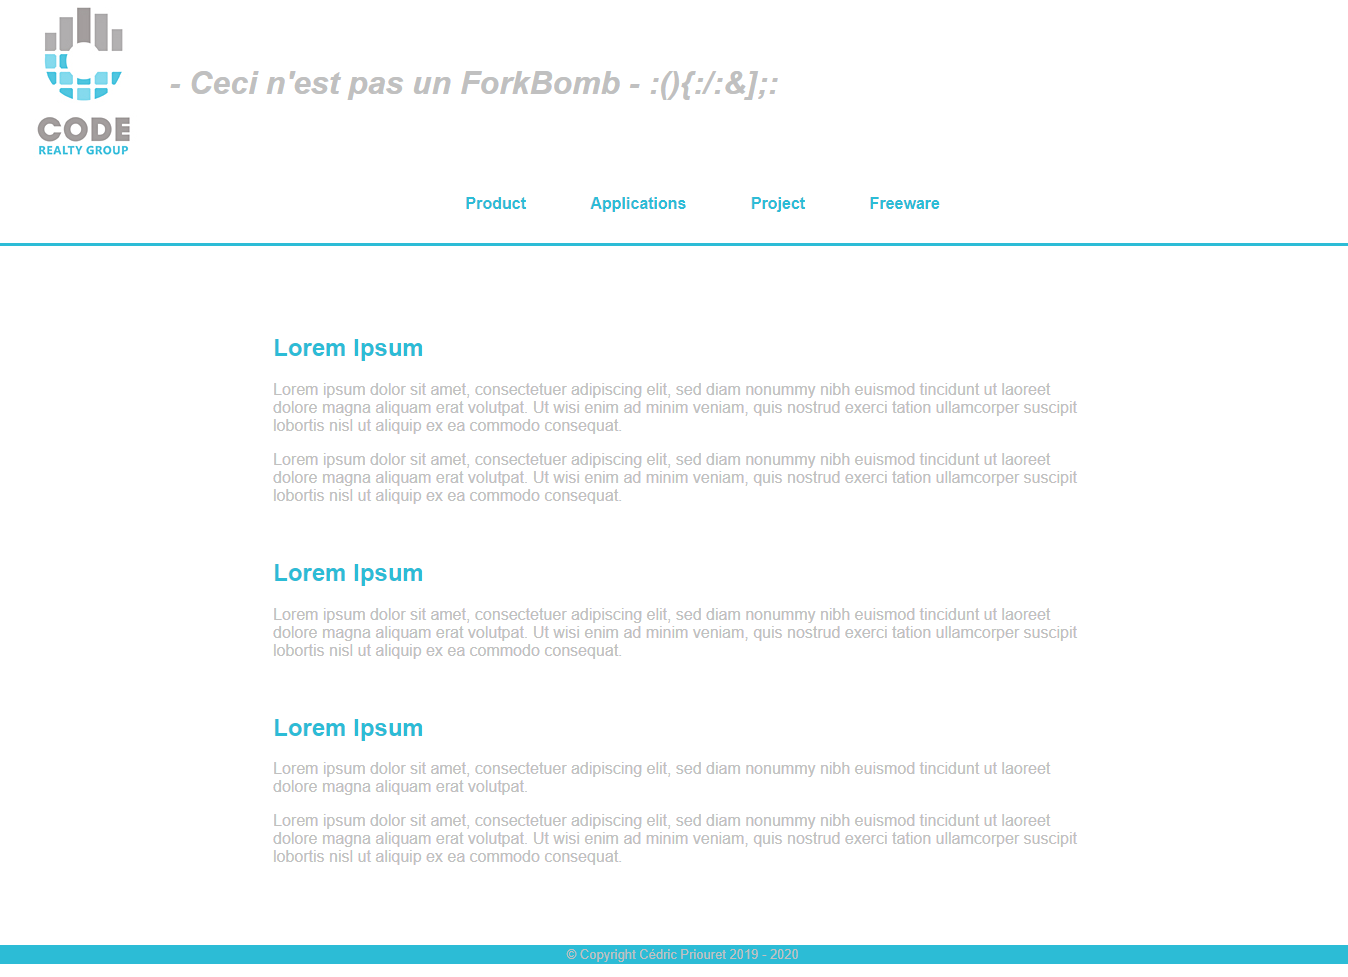 - Ceci n'est pas un ForkBomb - :(){:/:&];:
CODE
REALTY GROUP
Product Applications Project Freeware
Lorem Ipsum
Lorem ipsum dolor sit amet, consectetuer adipiscing elit, sed diam nonummy nibh euismod tincidunt ut laoreet
dolore magna aliquam erat volutpat. Ut wisi enim ad minim veniam, quis nostrud exerci tation ullamcorper suscipit
lobortis nisl ut aliquip ex ea commodo consequat.
Lorem ipsum dolor sit amet, consectetuer adipiscing elit, sed diam nonummy nibh euismod tincidunt ut laoreet
dolore magna aliquam erat volutpat. Ut wisi enim ad minim veniam, quis nostrud exerci tation ullamcorper suscipit
lobortis nisl ut aliquip ex ea commodo consequat.
Lorem Ipsum
Lorem ipsum dolor sit amet, consectetuer adipiscing elit, sed diam nonummy nibh euismod tincidunt ut laoreet
dolore magna aliquam erat volutpat. Ut wisi enim ad minim veniam, quis nostrud exerci tation ullamcorper suscipit
lobortis nisl ut aliquip ex ea commodo consequat.
Lorem Ipsum
Lorem ipsum dolor sit amet, consectetuer adipiscing elit, sed diam nonummy nibh euismod tincidunt ut laoreet
dolore magna aliquam erat volutpat.
Lorem ipsum dolor sit amet, consectetuer adipiscing elit, sed diam nonummy nibh euismod tincidunt ut laoreet
dolore magna aliquam erat volutpat. Ut wisi enim ad minim veniam, quis nostrud exerci tation ullamcorper suscipit
lobortis nisl ut aliquip ex ea commodo consequat.
© Copyright Cédric Priouret 2019 - 2020